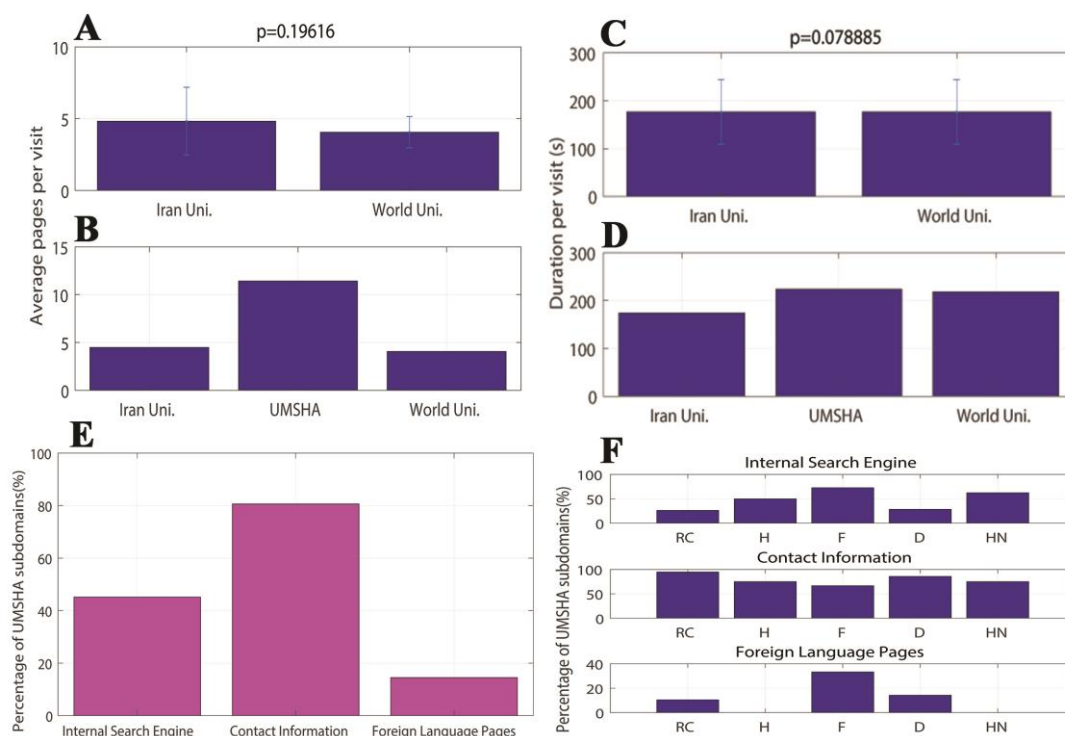 A
p=0.19616
Average pages per visit
10
5
0
Iran Uni.
World Uni.
B
15
10
5
0
Iran Uni.
UMSHA
World Uni.
C
p=0.078885
Duration per visit (s)
300
200
100
0
Iran Uni.
World Uni.
D
300
200
100
0
Iran Uni.
UMSHA
World Uni.
E
Percentage of UMSHA subdomains(%)
100
80
60
40
20
0
Internal Search Engine
Contact Information
Foreign Language Pages
F
Percentage of UMSHA subdomains(%)
Internal Search Engine
100
50
0
RC
H
F
D
HN
Contact Information
100
50
0
RC
H
F
D
HN
Foreign Language Pages
40
20
0
RC
H
F
D
HN